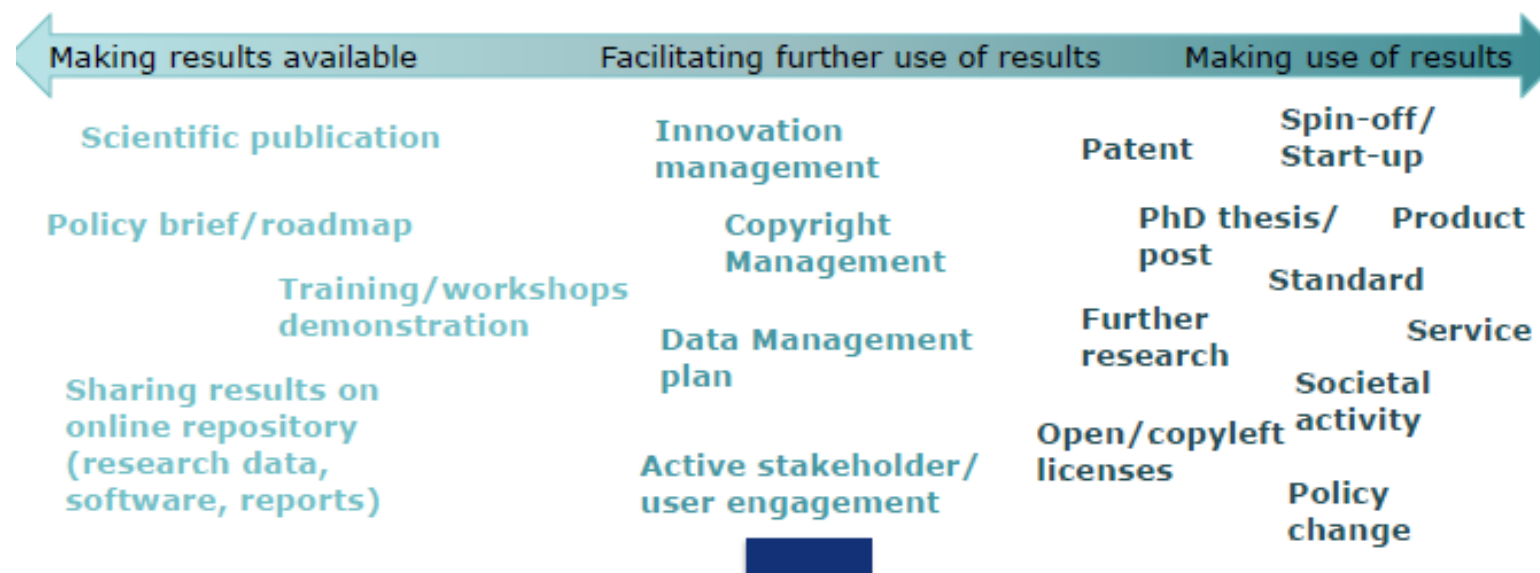 Making results available
Facilitating further use of results
Making use of results
Scientific publication
Policy brief/roadmap
Training/workshops
demonstration
Sharing results on
online repository
(research data,
software, reports)
Innovation
management
Copyright
Management
Data Management
plan
Active stakeholder/
user engagement
Patent
Spin-off/
Start-up
PhD thesis/
post
Product
Standard
Further
research
Service
Societal
activity
Open/copyleft
licenses
Policy
change